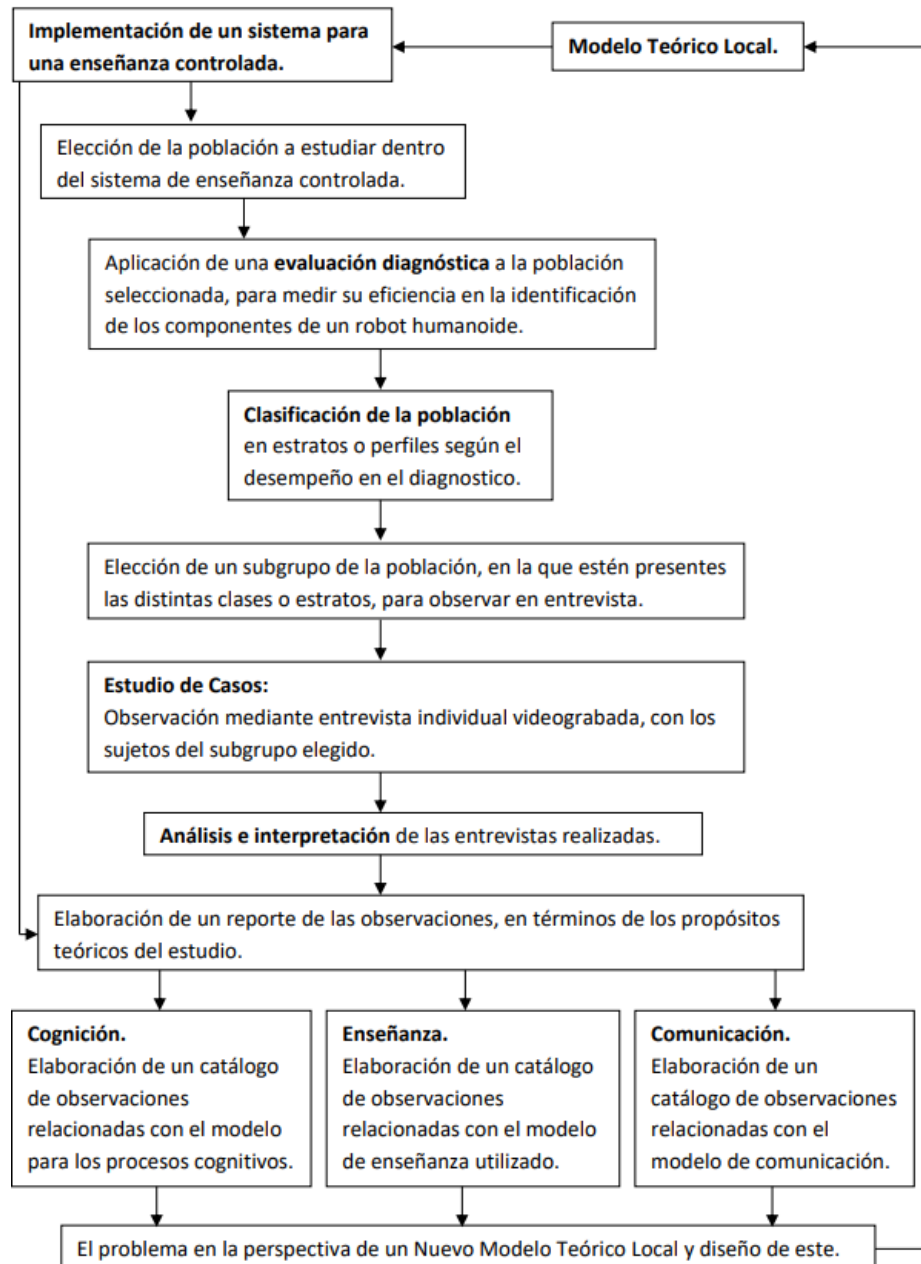 Implementación de un sistema para
una enseñanza controlada.
Modelo Teórico Local.
Elección de la población a estudiar dentro
del sistema de enseñanza controlada.
Aplicación de una evaluación diagnóstica a la población
seleccionada, para medir su eficiencia en la identificación
de los componentes de un robot humanoide.
Clasificación de la población
en estratos o perfiles según el
desempeño en el diagnostico.
Elección de un subgrupo de la población, en la que estén presentes
las distintas clases o estratos, para observar en entrevista.
Estudio de Casos:
Observación mediante entrevista individual videograbada, con los
sujetos del subgrupo elegido.
Análisis e interpretación de las entrevistas realizadas.
Elaboración de un reporte de las observaciones, en términos de los propósitos
teóricos del estudio.
Cognición.
Elaboración de un catálogo
de observaciones
relacionadas con el modelo
para los procesos cognitivos.
Enseñanza.
Elaboración de un catálogo
de observaciones
relacionadas con el modelo
de enseñanza utilizado.
Comunicación.
Elaboración de un
catálogo de observaciones
relacionadas con el
modelo de comunicación.
El problema en la perspectiva de un Nuevo Modelo Teórico Local y diseño de este.